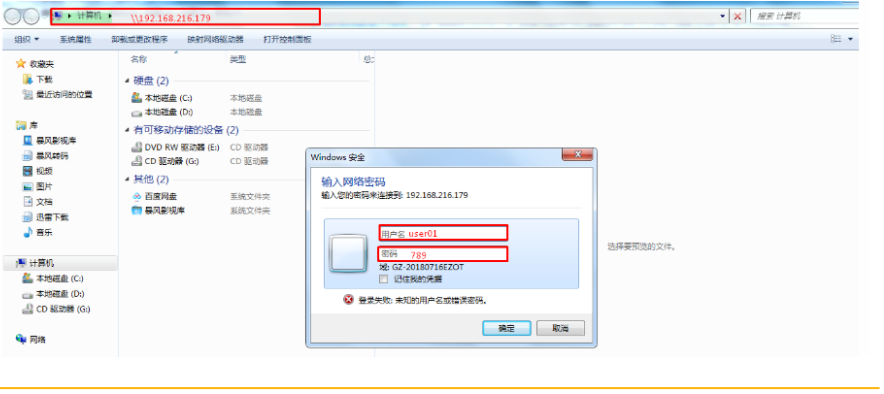 计算机 \\192.168.216.179 搜索 计算机
组织 系统属性 卸载或更改程序 映射网络驱动器 打开控制面板
收藏夹
下载
最近访问的位置
库
暴风影视库
暴风转码
视频
图片
文档
迅雷下载
音乐
计算机
本地磁盘 (C:)
本地磁盘 (D:)
CD 驱动器 (G:)
网络
名称 类型 总
硬盘 (2)
本地磁盘 (C:) 本地磁盘
本地磁盘 (D:) 本地磁盘
有可移动存储的设备 (2)
DVD RW 驱动器 (E:) CD 驱动器
CD 驱动器 (G:) CD 驱动器
其他 (2)
百度网盘 系统文件夹
暴风影视库 系统文件夹
Windows 安全
输入网络密码
输入您的密码来连接到: 192.168.216.179
用户名 user01
密码 789
域: GZ-20180716EZOT
记住我的凭据
登录失败: 未知的用户名或错误密码。
确定 取消
选择要预览的文件。